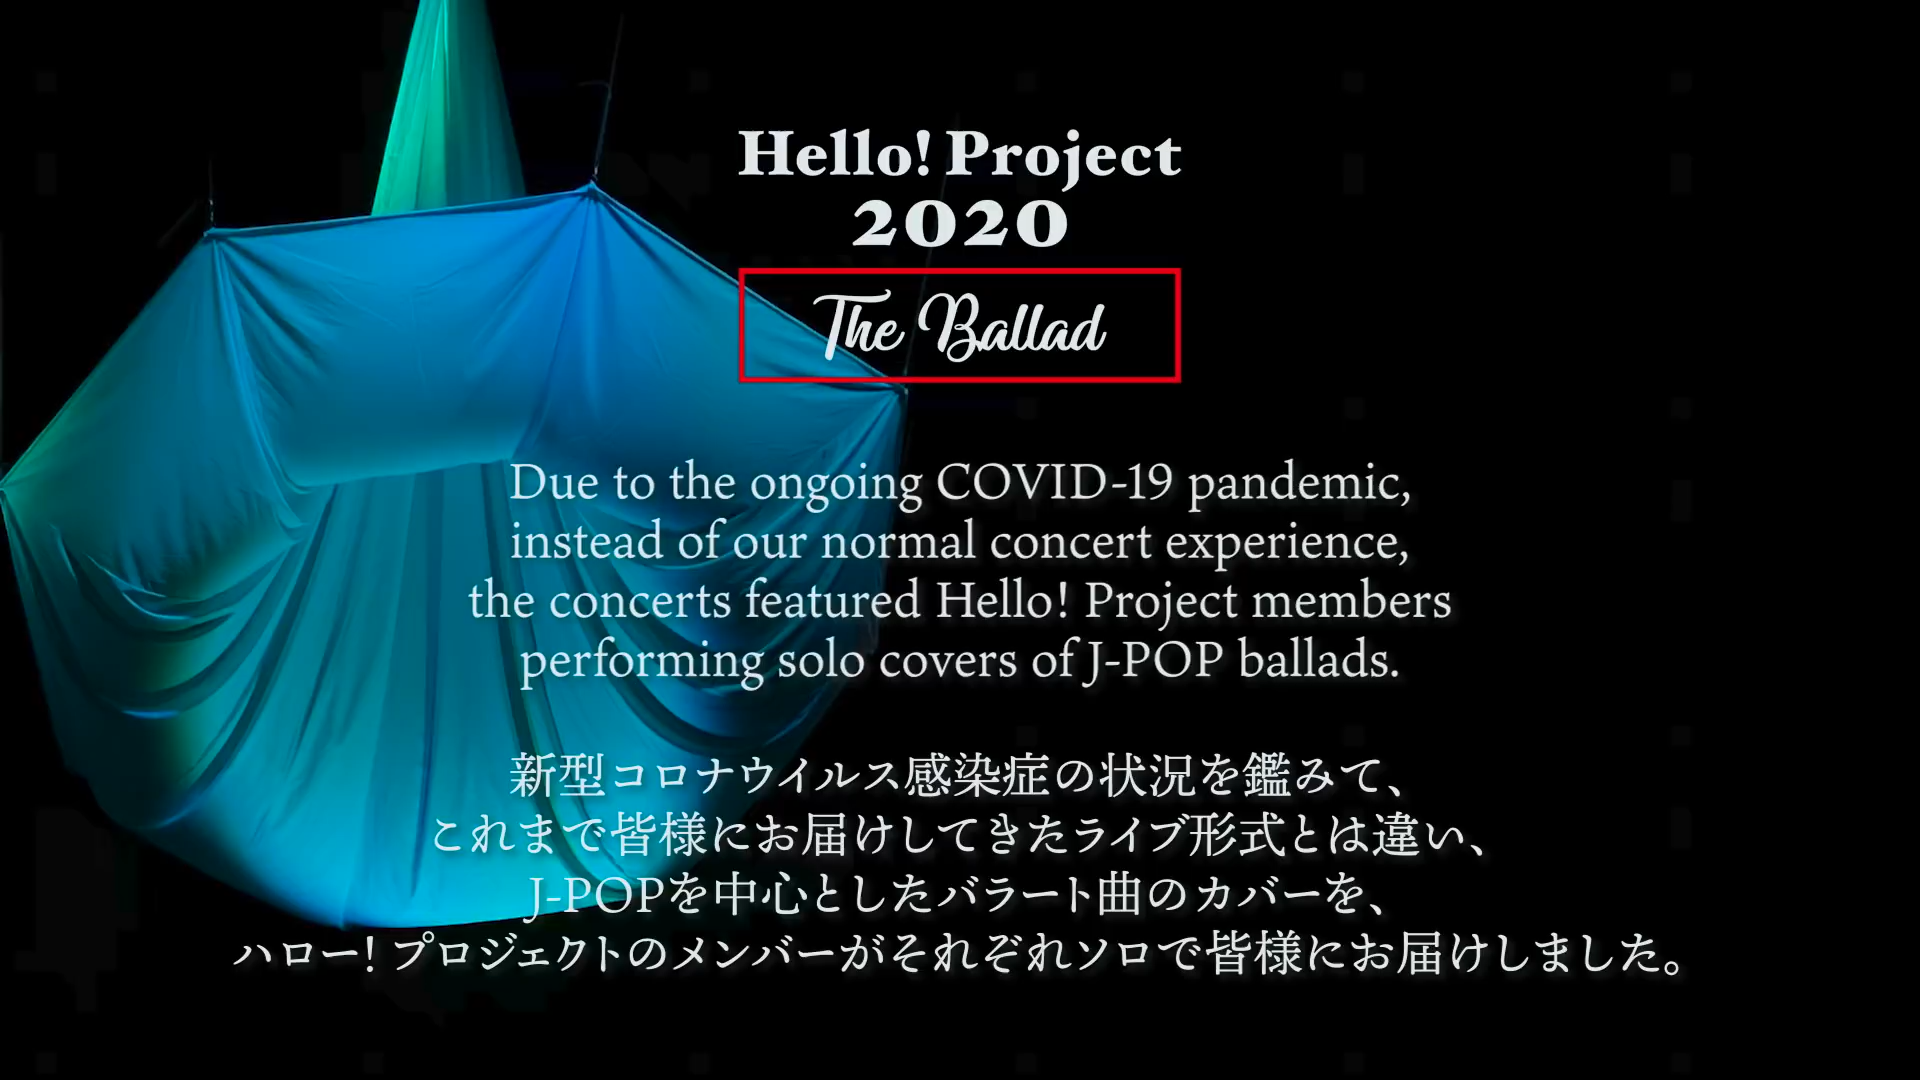 Hello! Project
2020
The Ballad
Due to the ongoing COVID-19 pandemic,
instead of our normal concert experience,
the concerts featured Hello! Project members
performing solo covers of J-POP ballads.
新型コロナウイルス感染症の状況を鑑みて、
これまで皆様にお届けしてきたライブ形式とは違い、
J-POPを中心としたバラート曲のカバーを、
ハロー! プロジェクトのメンバーがそれぞれソロで皆様にお届けしました。